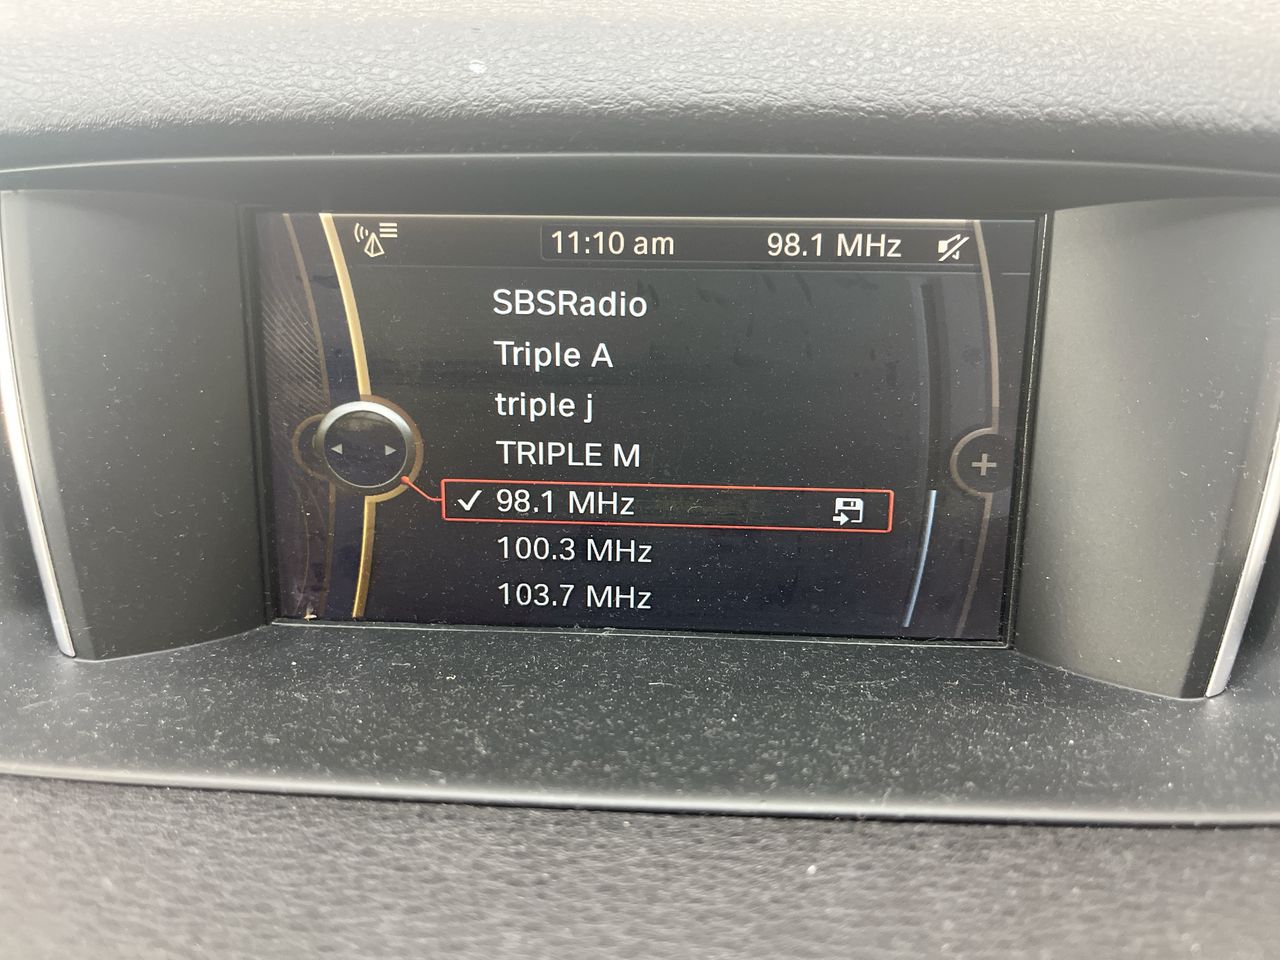 11:10 am 98.1 MHz
SBSRadio
Triple A
triple j
TRIPLE M
98.1 MHz
100.3 MHz
103.7 MHz